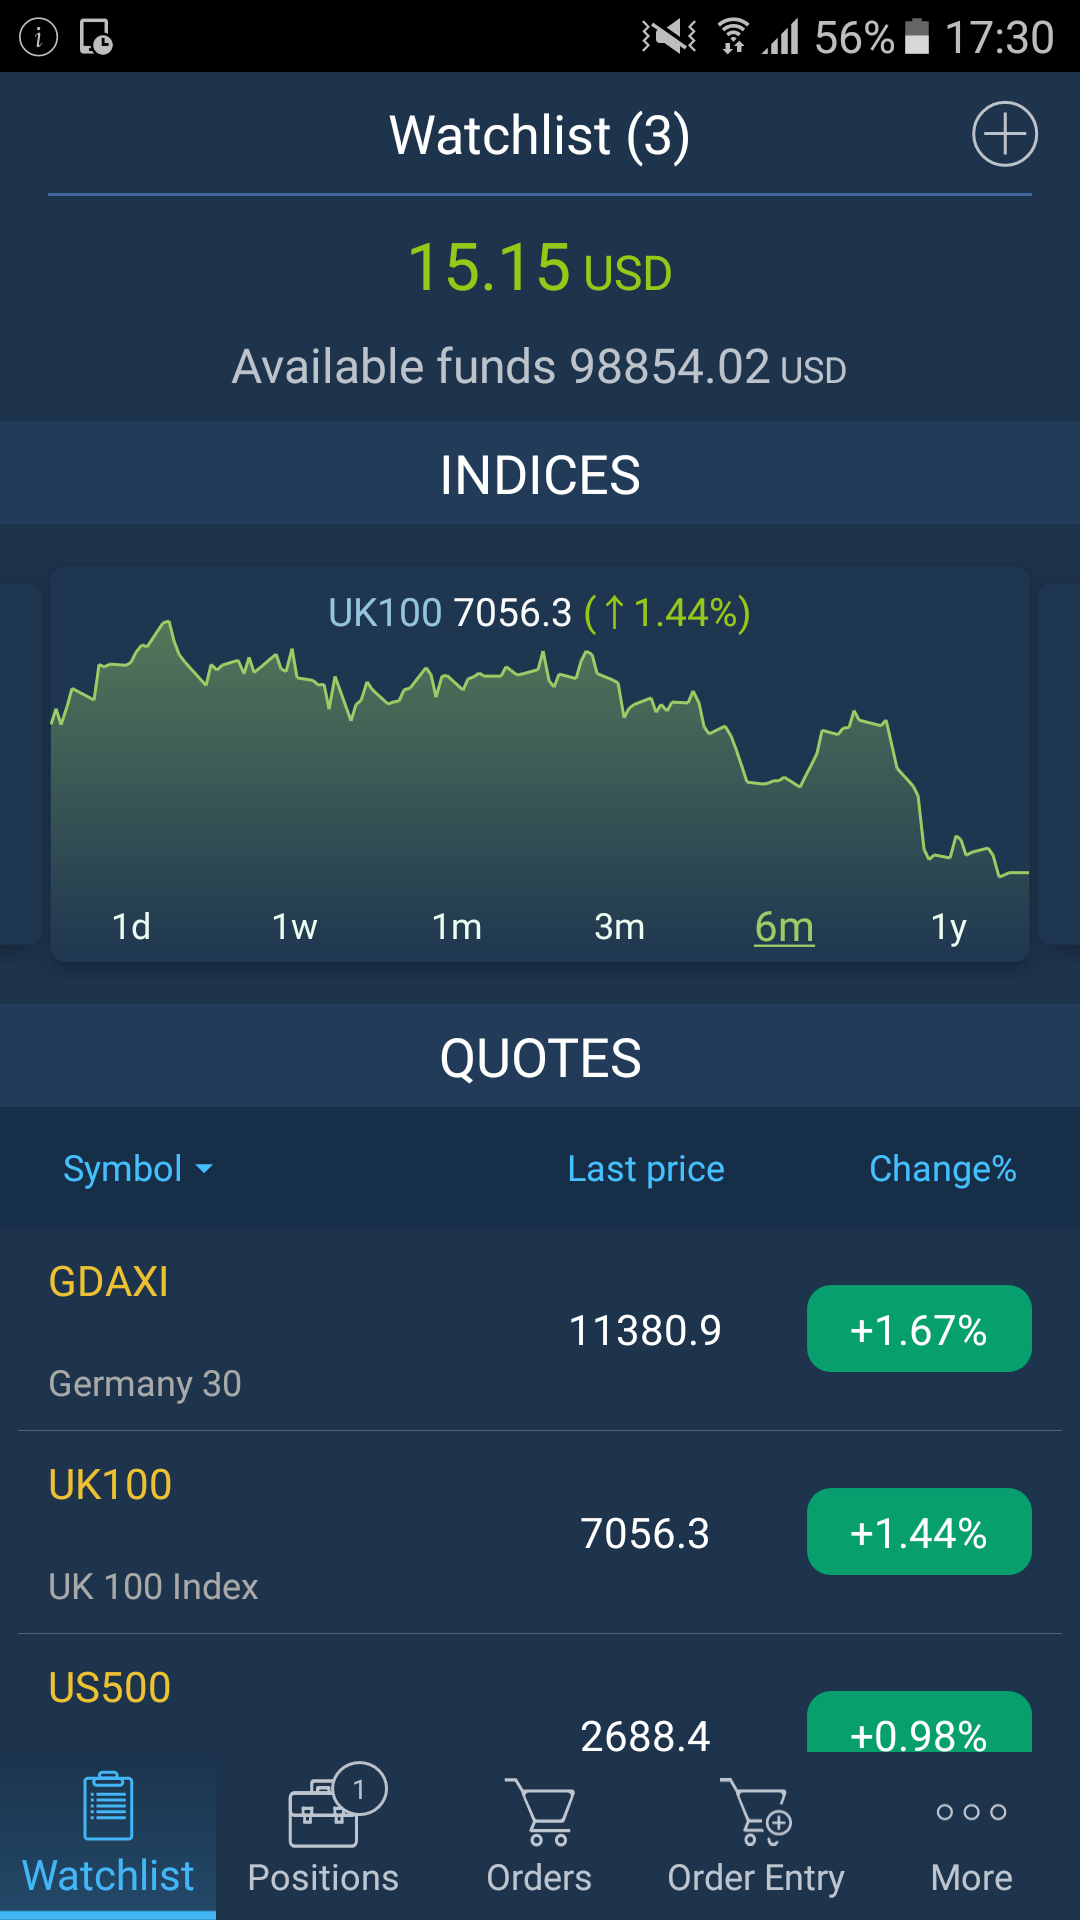 56% 17:30
Watchlist (3)
15.15 USD
Available funds 98854.02 USD
INDICES
UK100 7056.3 (↑1.44%)
1d 1w 1m 3m 6m 1y
QUOTES
Symbol Last price Change%
GDAXI
11380.9 +1.67%
Germany 30
UK100
7056.3 +1.44%
UK 100 Index
US500
2688.4 +0.98%
1
Watchlist Positions Orders Order Entry More